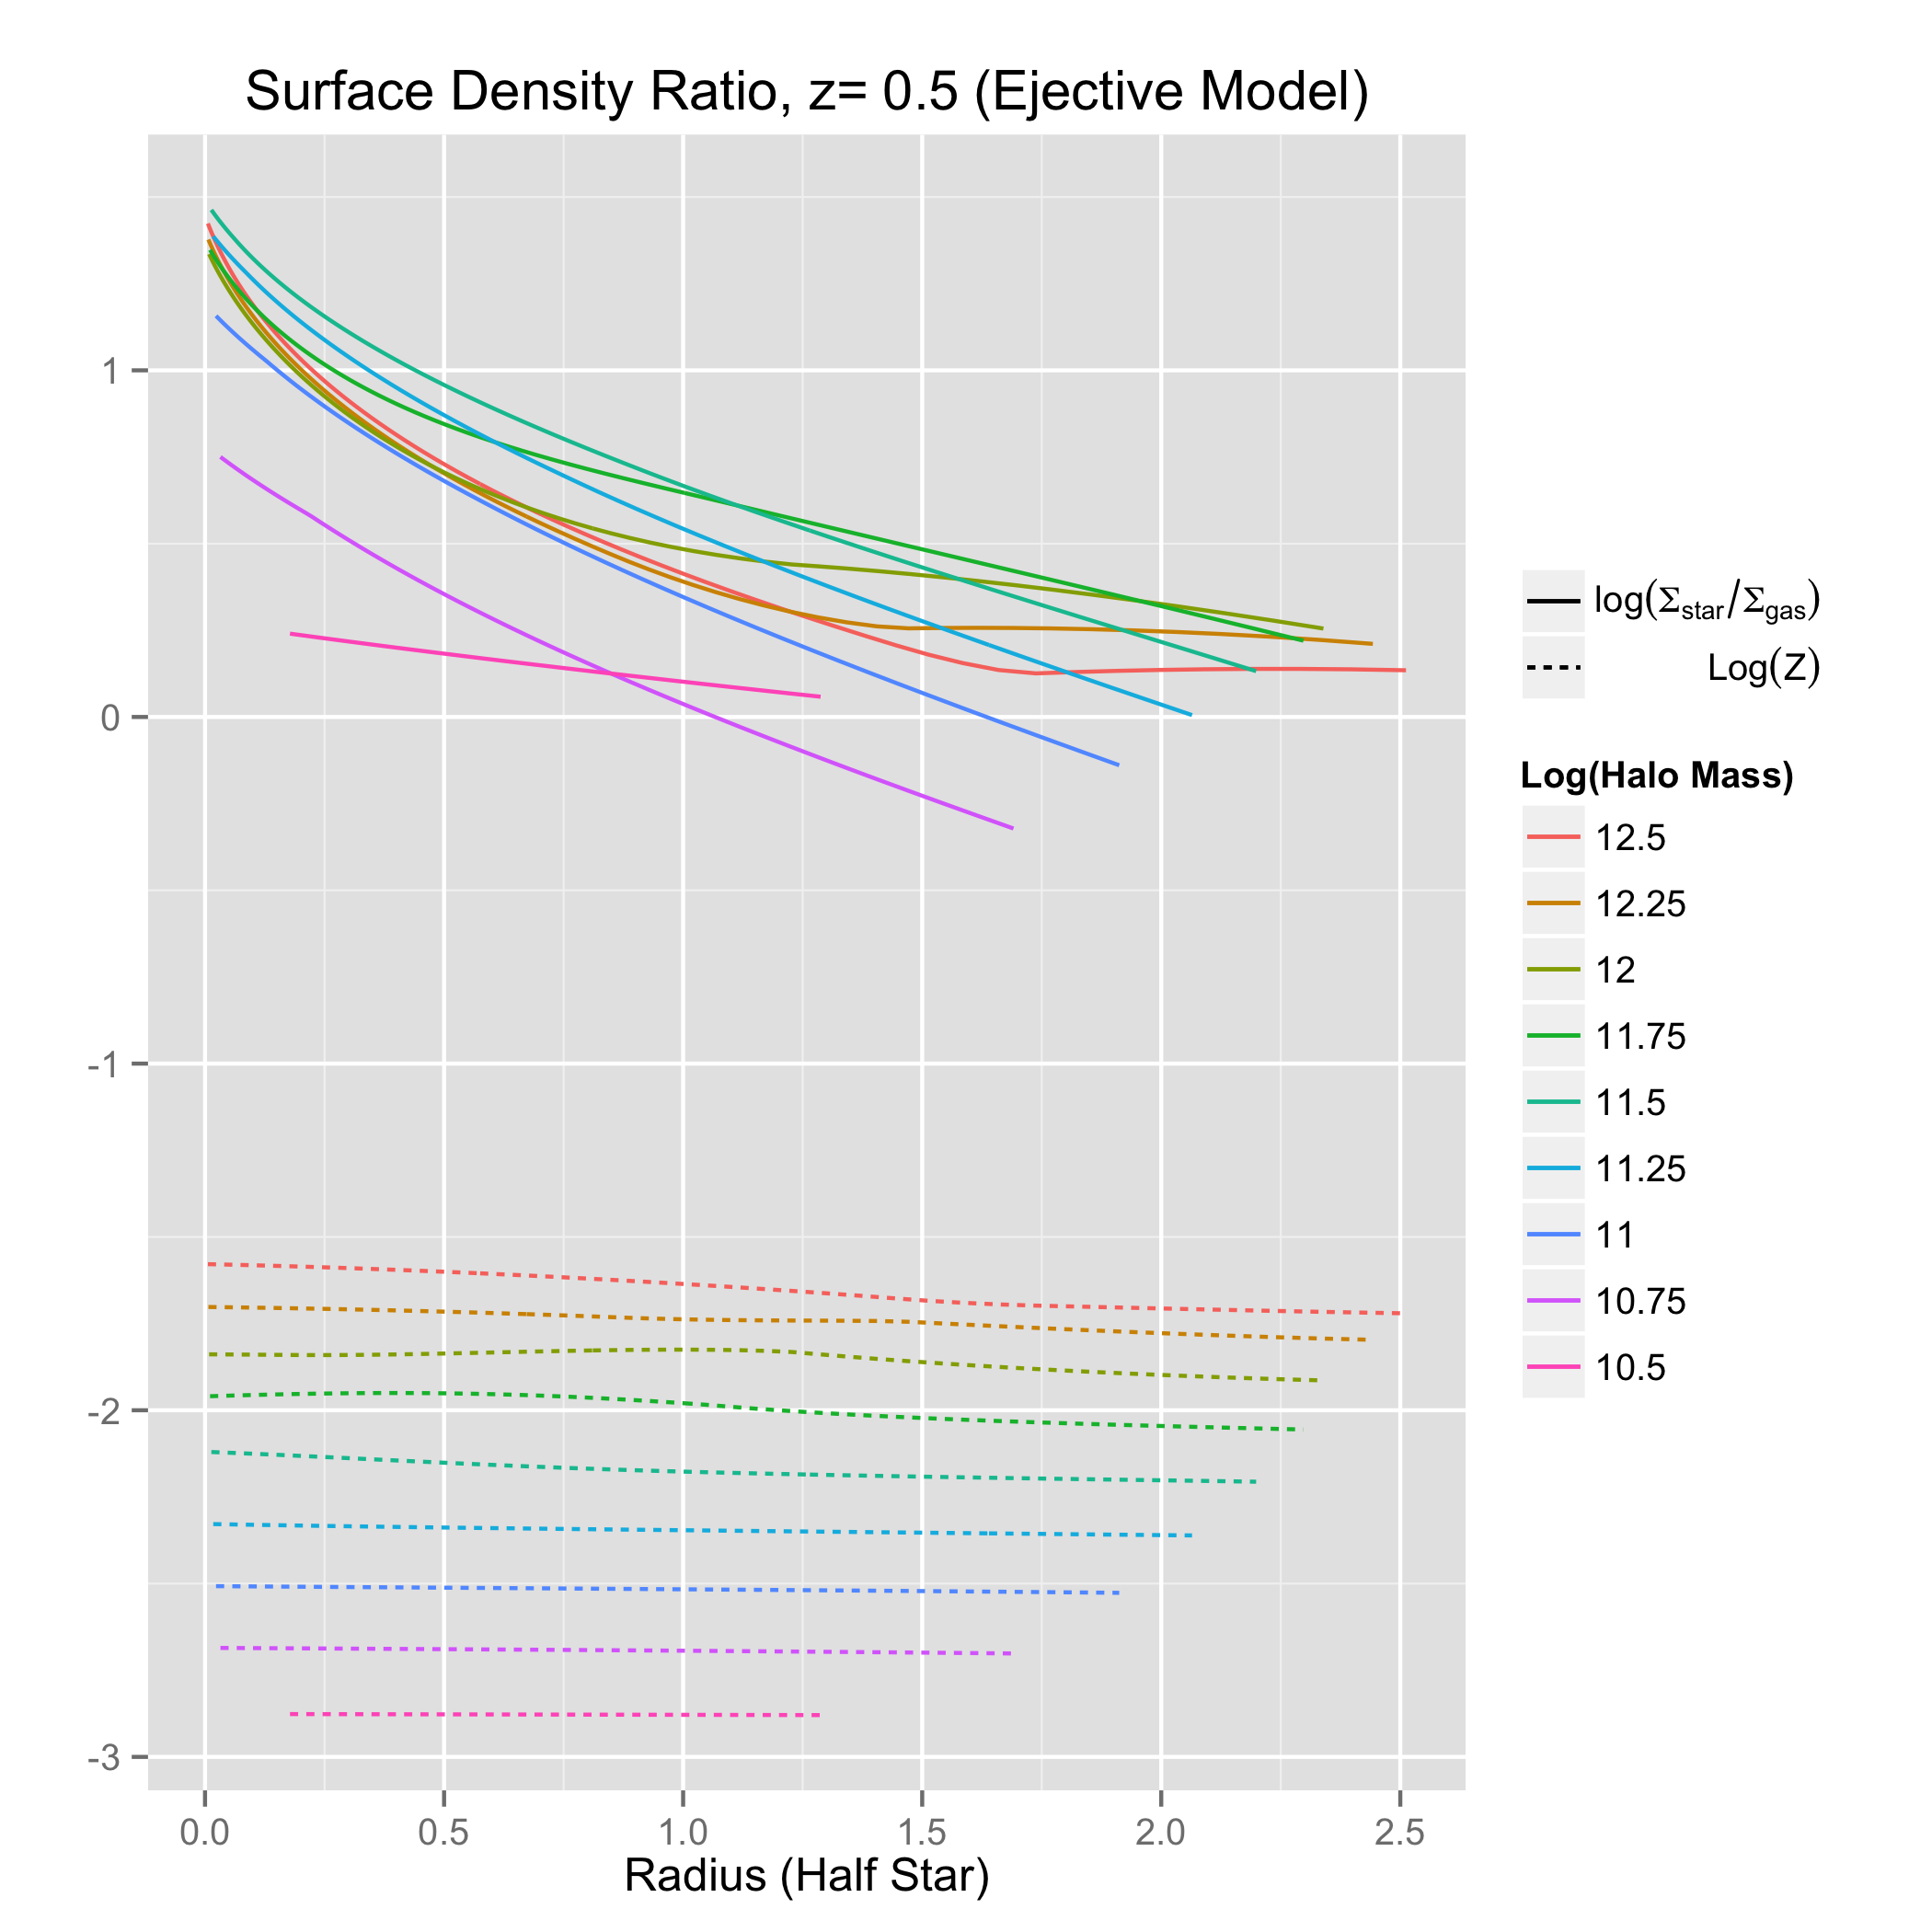 Surface Density Ratio, z= 0.5 (Ejective Model)
1
0
-1
-2
-3
0.0 0.5 1.0 1.5 2.0 2.5
Radius (Half Star)
log(Σstar/Σgas)
Log(Z)
Log(Halo Mass)
12.5
12.25
12
11.75
11.5
11.25
11
10.75
10.5